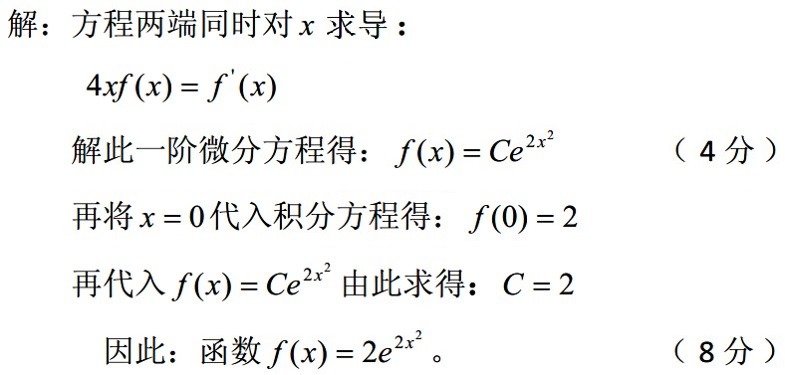 解：方程两端同时对 x 求导：
4xf(x) = f'(x)
解此一阶微分方程得：f(x) = Ce^{2x^2} （4分）
再将 x = 0 代入积分方程得：f(0) = 2
再代入 f(x) = Ce^{2x^2} 由此求得：C = 2
因此：函数 f(x) = 2e^{2x^2} 。 （8分）